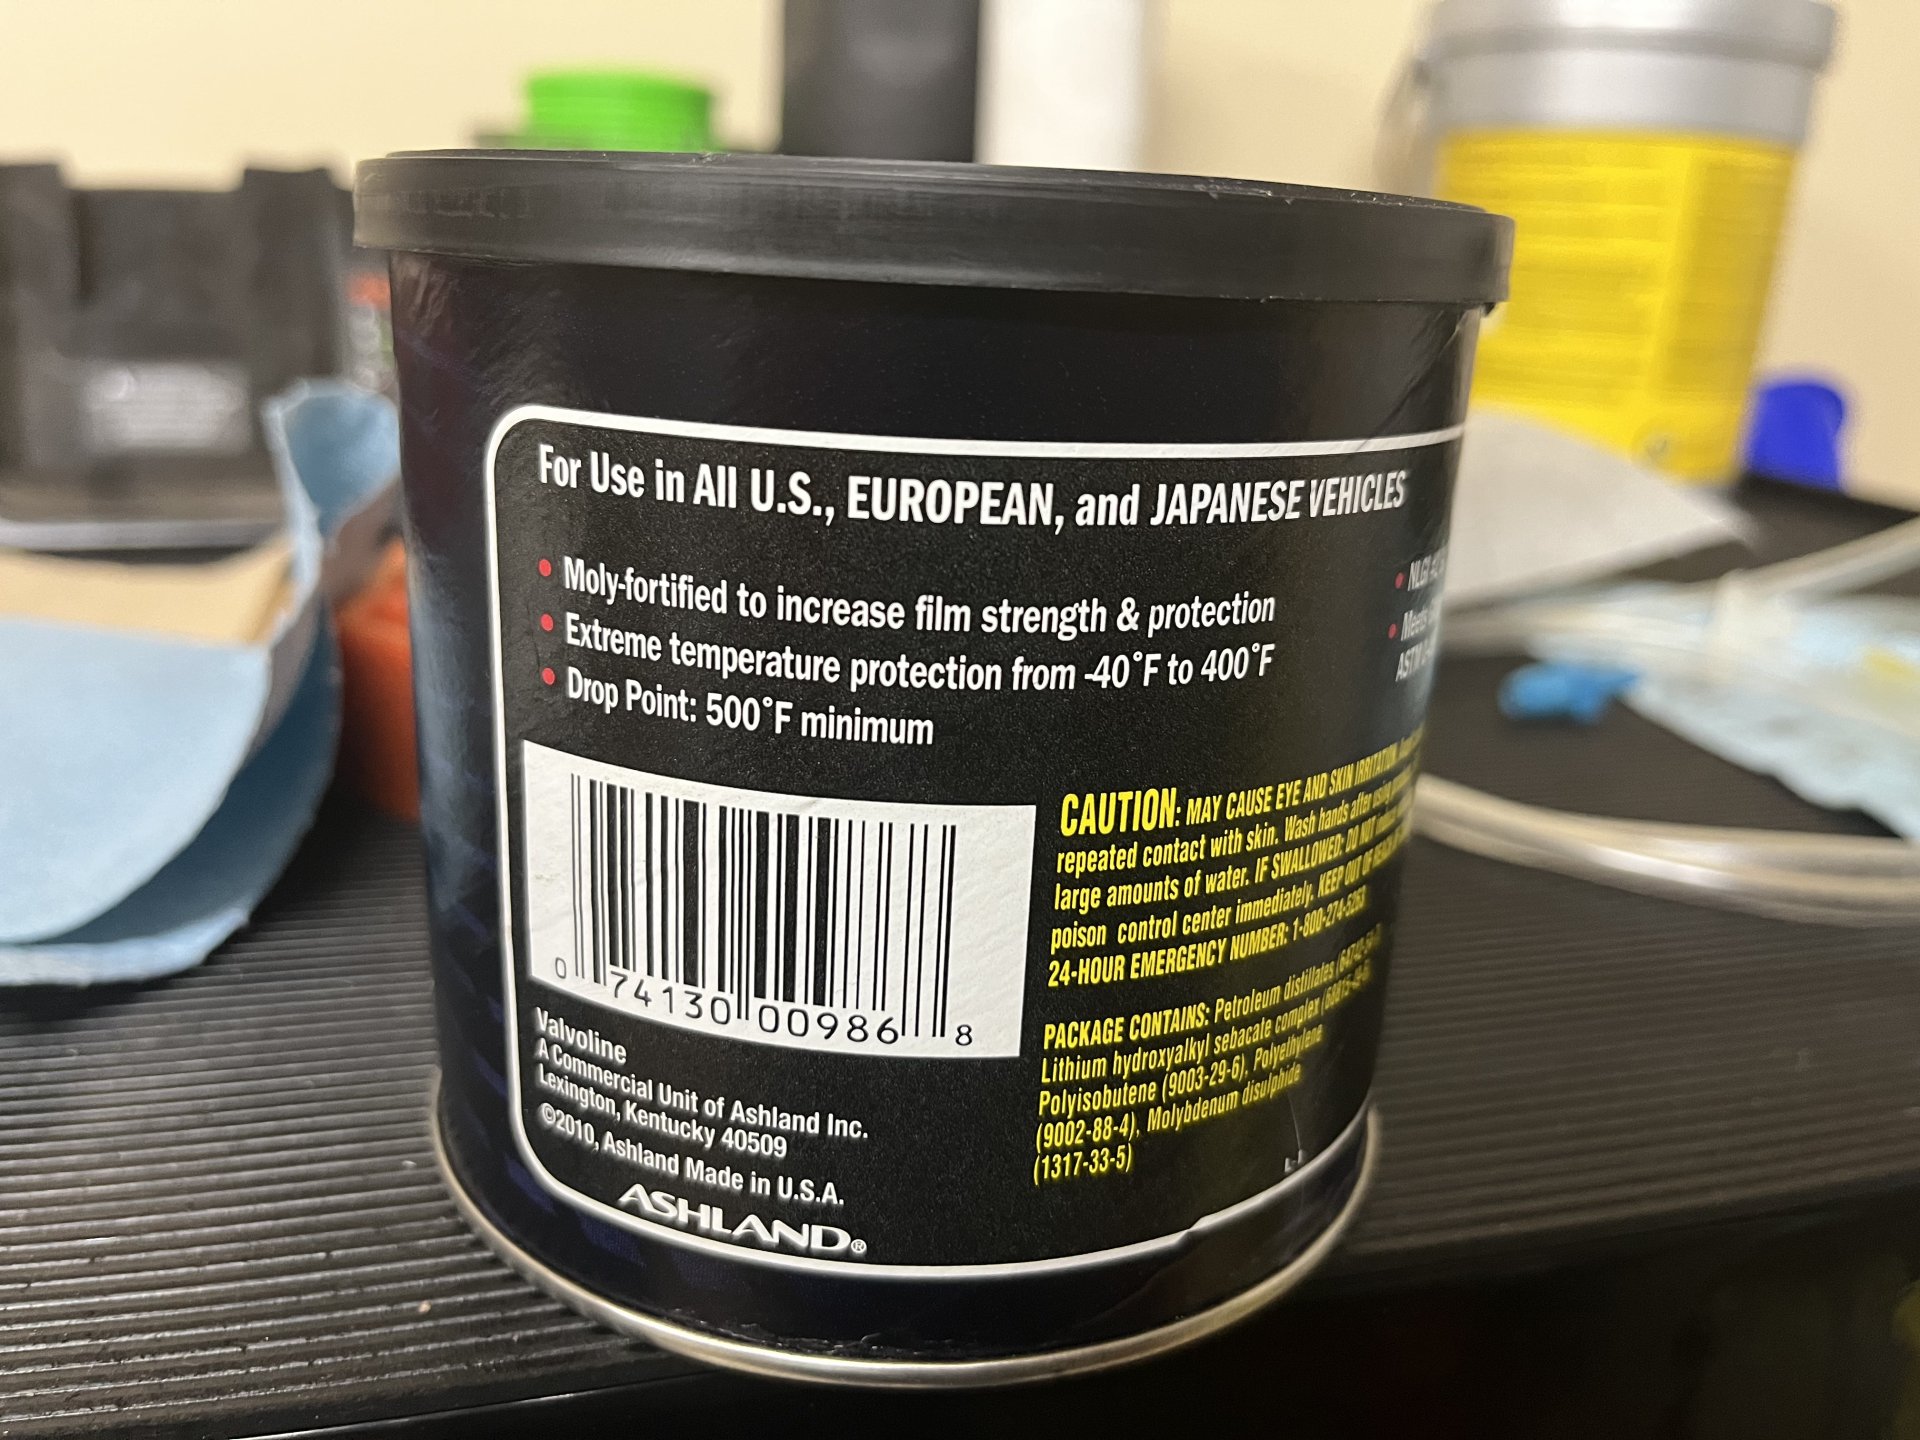 For Use in All U.S., EUROPEAN, and JAPANESE VEHICLES
• Moly-fortified to increase film strength & protection
• Extreme temperature protection from -40°F to 400°F
• Drop Point: 500°F minimum
• NLGI
• Meets
ASTM
CAUTION: MAY CAUSE EYE AND SKIN IRRITATION.
repeated contact with skin. Wash hands after using
large amounts of water. IF SWALLOWED: DO NOT
poison control center immediately. KEEP OUT OF REACH
24-HOUR EMERGENCY NUMBER: 1-800-274-5263
PACKAGE CONTAINS: Petroleum distillates
Lithium hydroxyalkyl sebacate complex
Polyisobutene (9003-29-6), Polyethylene
(9002-88-4), Molybdenum disulphide
(1317-33-5)
0 74130 00986 8
Valvoline
A Commercial Unit of Ashland Inc.
Lexington, Kentucky 40509
©2010, Ashland Made in U.S.A.
ASHLAND®